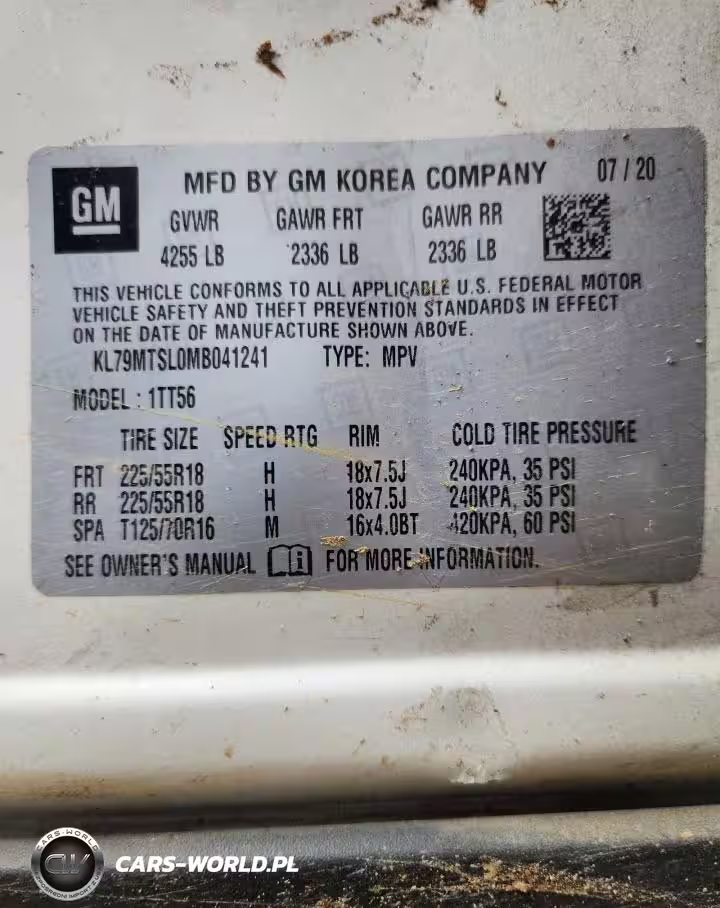 GM
MFD BY GM KOREA COMPANY 07 / 20
GVWR GAWR FRT GAWR RR
4255 LB 2336 LB 2336 LB
THIS VEHICLE CONFORMS TO ALL APPLICABLE U.S. FEDERAL MOTOR
VEHICLE SAFETY AND THEFT PREVENTION STANDARDS IN EFFECT
ON THE DATE OF MANUFACTURE SHOWN ABOVE.
KL79MTSL0MB041241 TYPE: MPV
MODEL : 1TT56
TIRE SIZE SPEED RTG RIM COLD TIRE PRESSURE
FRT 225/55R18 H 18x7.5J 240KPA, 35 PSI
RR 225/55R18 H 18x7.5J 240KPA, 35 PSI
SPA T125/70R16 M 16x4.0BT 420KPA, 60 PSI
SEE OWNER'S MANUAL FOR MORE INFORMATION.
CARS-WORLD
CW
CARS-WORLD.PL